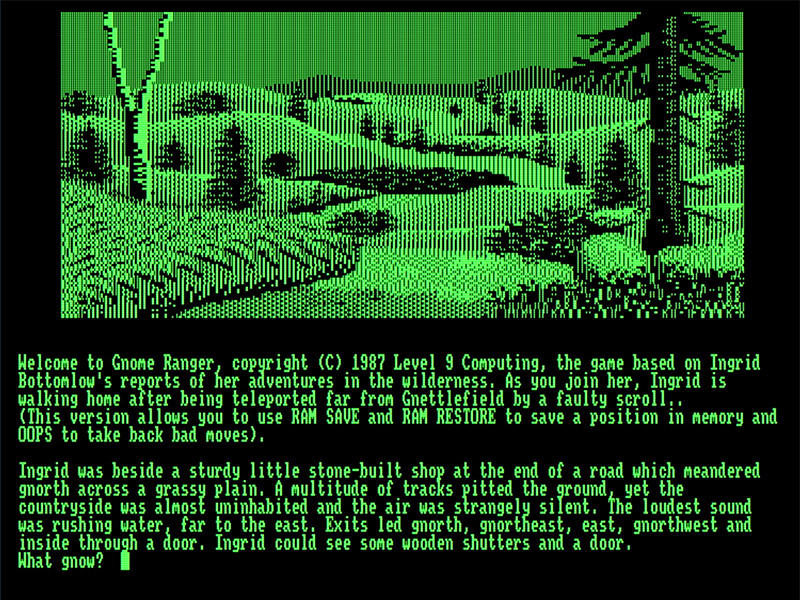 Welcome to Gnome Ranger, copyright (C) 1987 Level 9 Computing, the game based on Ingrid
Bottomlow's reports of her adventures in the wilderness. As you join her, Ingrid is
walking home after being teleported far from Gnettlefield by a faulty scroll..
(This version allows you to use RAM SAVE and RAM RESTORE to save a position in memory and
OOPS to take back bad moves).
Ingrid was beside a sturdy little stone-built shop at the end of a road which meandered
gnorth across a grassy plain. A multitude of tracks pitted the ground, yet the
countryside was almost uninhabited and the air was strangely silent. The loudest sound
was rushing water, far to the east. Exits led gnorth, gnortheast, east, gnorthwest and
inside through a door. Ingrid could see some wooden shutters and a door.
What gnow?